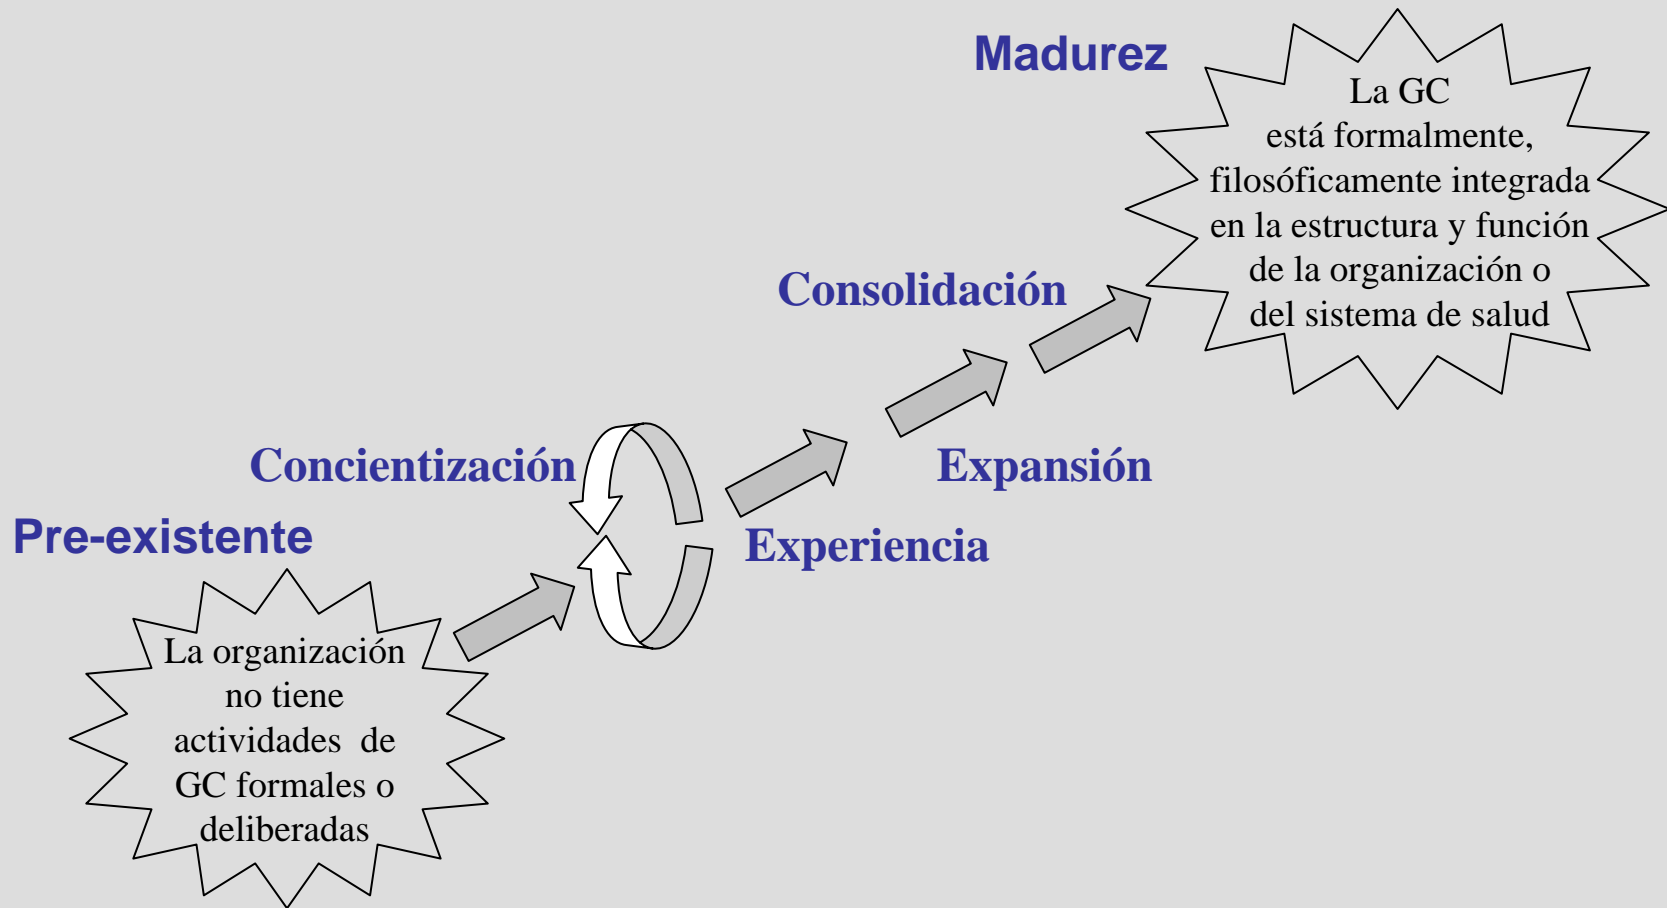 Madurez
La GC
está formalmente,
filosóficamente integrada
en la estructura y función
de la organización o
del sistema de salud
Consolidación
Expansión
Concientización
Experiencia
Pre-existente
La organización
no tiene
actividades de
GC formales o
deliberadas